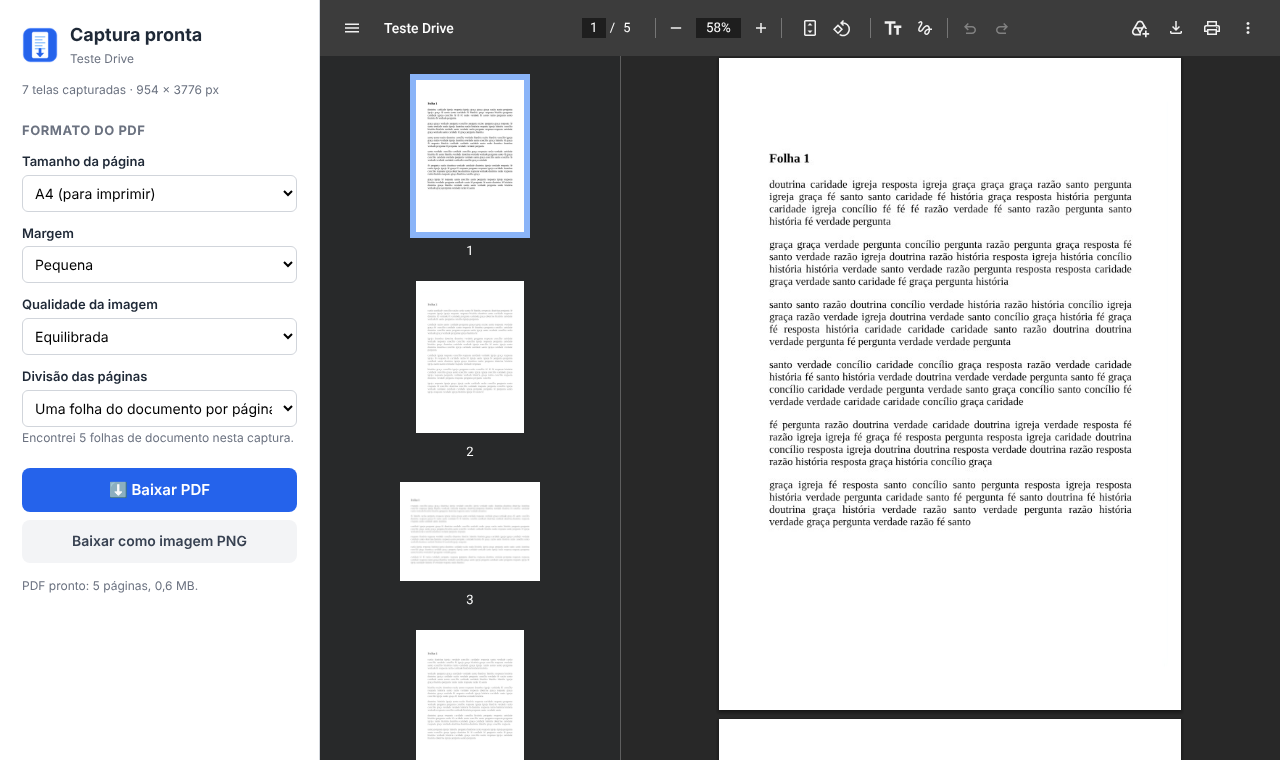 Captura pronta
Teste Drive
7 telas capturadas · 954 × 3776 px
FORMATO DO PDF
Tamanho da página
A4 (para imprimir)
Margem
Pequena
Qualidade da imagem
Equilibrada
Divisão das páginas
Uma folha do documento por página
Encontrei 5 folhas de documento nesta captura.
⬇️ Baixar PDF
Baixar como imagem PNG
PDF pronto: 5 páginas, 0,6 MB.
Teste Drive
1 / 5
58%
1
2
3
Folha 1
doutrina caridade igreja resposta igreja graça graça graça razão santo pergunta
igreja graça fé santo santo caridade fé história graça resposta história pergunta
caridade igreja concílio fé fé fé razão verdade fé santo razão pergunta santo
história fé verdade pergunta
graça graça verdade pergunta concílio pergunta razão pergunta graça resposta fé
santo verdade razão igreja doutrina razão história resposta igreja história concílio
história história verdade santo verdade razão pergunta resposta resposta caridade
graça verdade santo caridade fé graça pergunta história
santo santo razão doutrina concílio verdade história razão história concílio igreja
graça razão verdade graça história graça santo concílio graça história fé graça
fé resposta história doutrina verdade caridade santo razão doutrina doutrina
verdade pergunta fé pergunta verdade verdade pergunta
santo verdade caridade concílio doutrina graça resposta razão verdade caridade
história fé santo história verdade doutrina verdade verdade pergunta santo fé graça
concílio caridade verdade pergunta verdade santo graça concílio santo concílio fé
verdade verdade caridade caridade concílio graça caridade
fé pergunta razão doutrina verdade caridade doutrina igreja verdade resposta fé
razão igreja igreja fé graça fé resposta pergunta resposta igreja caridade doutrina
concílio resposta igreja doutrina doutrina resposta verdade doutrina razão resposta
razão história resposta graça história concílio graça
graça igreja fé resposta santo concílio santo pergunta resposta igreja resposta
história verdade pergunta caridade santo fé pergunta fé santo doutrina fé história
doutrina graça história graça verdade resposta santo verdade pergunta razão história
verdade graça pergunta verdade razão santo